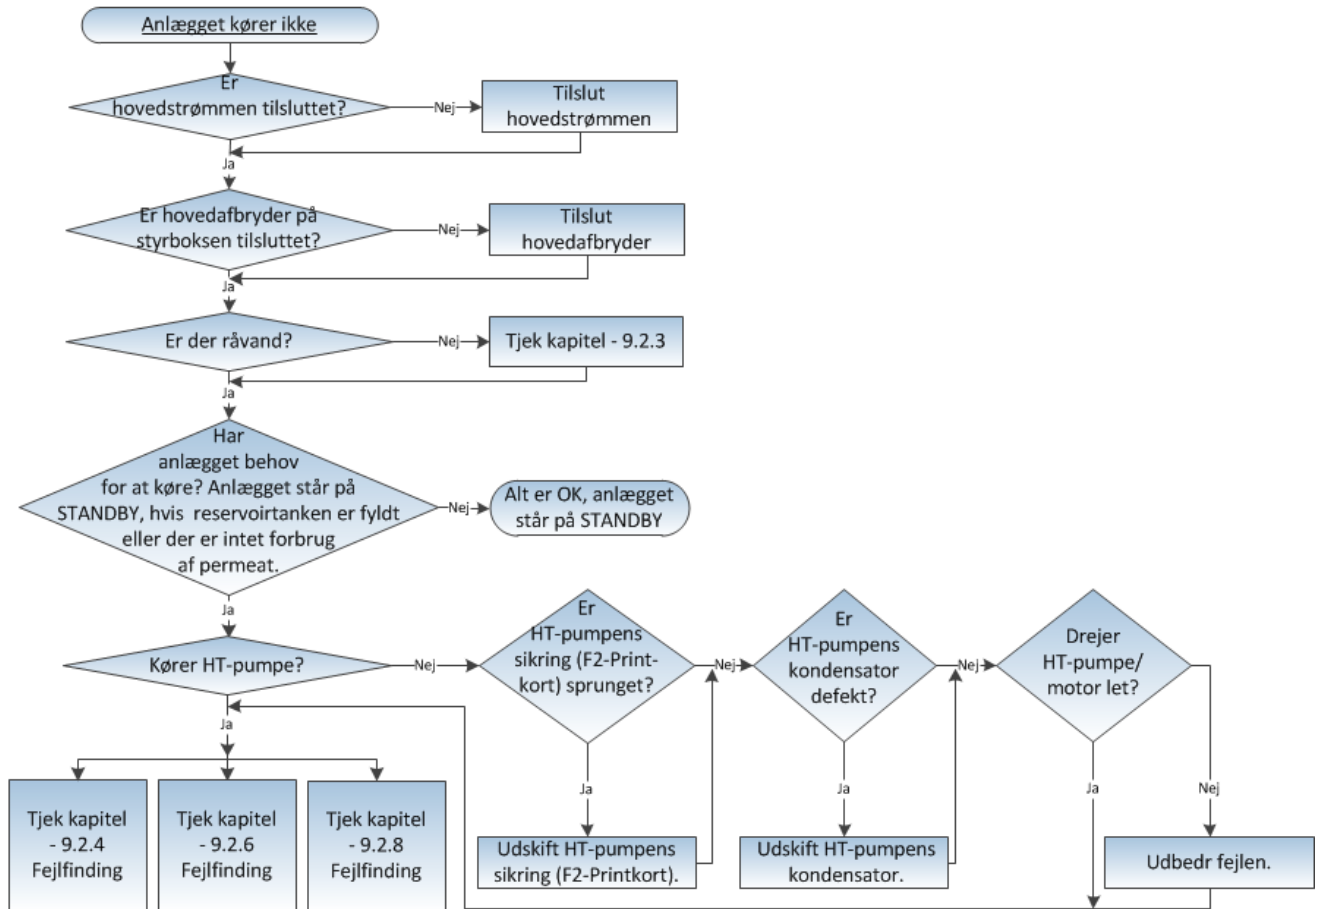 Anlægget kører ikke
Er
hovedstrømmen tilsluttet?
Nej
Tilslut
hovedstrømmen
Ja
Er hovedafbryder på
styrboksen tilsluttet?
Nej
Tilslut
hovedafbryder
Ja
Er der råvand?
Nej
Tjek kapitel - 9.2.3
Ja
Har
anlægget behov
for at køre? Anlægget står på
STANDBY, hvis reservoirtanken er fyldt
eller der er intet forbrug
af permeat.
Nej
Alt er OK, anlægget
står på STANDBY
Ja
Kører HT-pumpe?
Nej
Er
HT-pumpens
sikring (F2-Print-
kort) sprunget?
Nej
Er
HT-pumpens
kondensator
defekt?
Nej
Drejer
HT-pumpe/
motor let?
Ja
Ja
Ja
Ja
Nej
Tjek kapitel
- 9.2.4
Fejlfinding
Tjek kapitel
- 9.2.6
Fejlfinding
Tjek kapitel
- 9.2.8
Fejlfinding
Udskift HT-pumpens
sikring (F2-Printkort).
Udskift HT-pumpens
kondensator.
Udbedr fejlen.